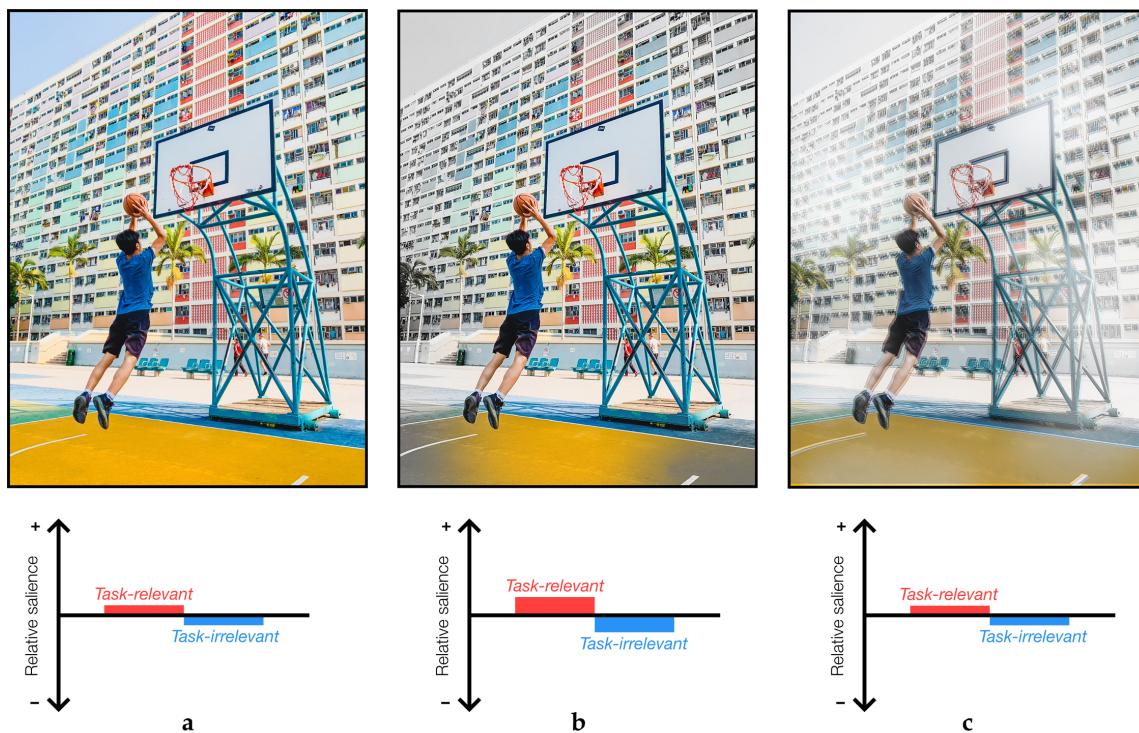 +
Relative salience
Task-relevant
Task-irrelevant
–
a
+
Relative salience
Task-relevant
Task-irrelevant
–
b
+
Relative salience
Task-relevant
Task-irrelevant
–
c